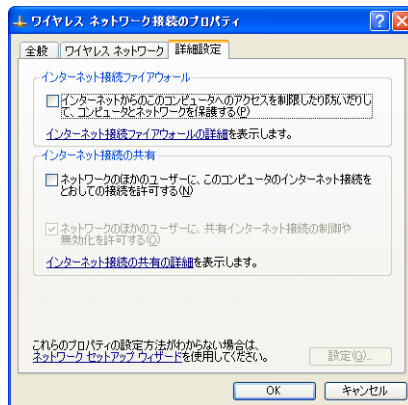 ワイヤレス ネットワーク接続のプロパティ
全般
ワイヤレス ネットワーク
詳細設定
インターネット接続ファイアウォール
インターネットからのこのコンピュータへのアクセスを制限したり防いだりし
て、コンピュータとネットワークを保護する(P)
インターネット接続ファイアウォールの詳細を表示します。
インターネット接続の共有
ネットワークのほかのユーザーに、このコンピュータのインターネット接続を
とおしての接続を許可する(N)
ネットワークのほかのユーザーに、共有インターネット接続の制御や
無効化を許可する(O)
インターネット接続の共有の詳細を表示します。
これらのプロパティの設定方法がわからない場合は、
ネットワーク セットアップ ウィザードを使用してください。
設定(G)...
OK
キャンセル